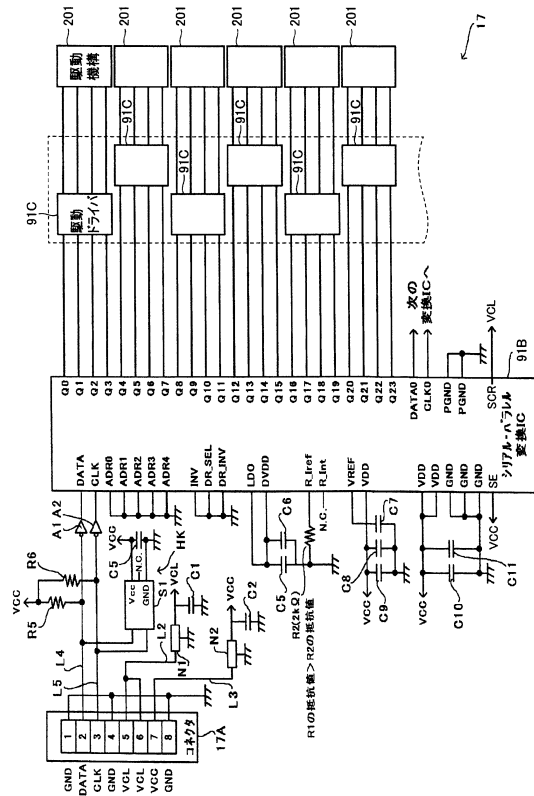 GND
DATA
CLK
GND
VCL
VCL
VCC
GND
1
2
3
4
5
6
7
8
コネクタ
17A
L4
L5
VCC
R5
R6
A1
A2
VCC
C5
N.C.
Vcc
GND
S1
HK
VCL
L2
N1
C1
VCC
L3
N2
C2
DATA
CLK
ADR0
ADR1
ADR2
ADR3
ADR4
INV
DR_SEL
DR_INV
LDO
DVDD
R_Iref
R_Int
VREF
VDD
VDD
VDD
GND
GND
GND
SE
C5
C6
R2(2kΩ)
N.C.
R1の抵抗値>R2の抵抗値
VCC
C9
C8
C7
VCC
C10
C11
VCC
シリアル-パラレル
変換IC
91B
Q0
Q1
Q2
Q3
Q4
Q5
Q6
Q7
Q8
Q9
Q10
Q11
Q12
Q13
Q14
Q15
Q16
Q17
Q18
Q19
Q20
Q21
Q22
Q23
DATA0
CLK0
次の
変換ICへ
PGND
PGND
SCR
VCL
91C
駆動
ドライバ
91C
91C
91C
91C
91C
駆動
機構
201
201
201
201
201
201
17